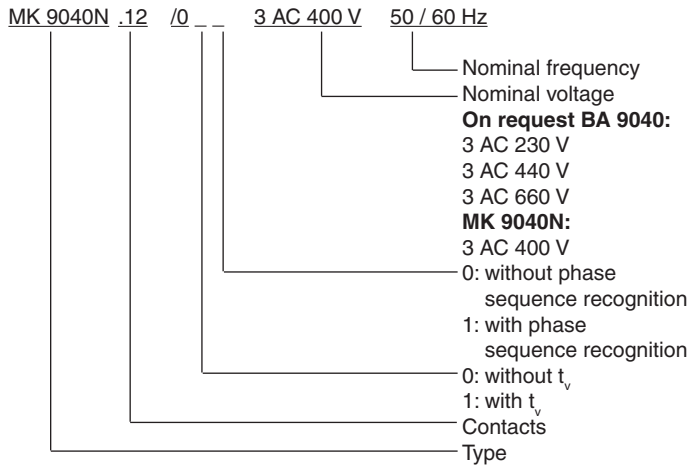 MK 9040N .12 /0 _ _ 3 AC 400 V 50 / 60 Hz
Nominal frequency
Nominal voltage
On request BA 9040:
3 AC 230 V
3 AC 440 V
3 AC 660 V
MK 9040N:
3 AC 400 V
0: without phase
sequence recognition
1: with phase
sequence recognition
0: without tv
1: with tv
Contacts
Type